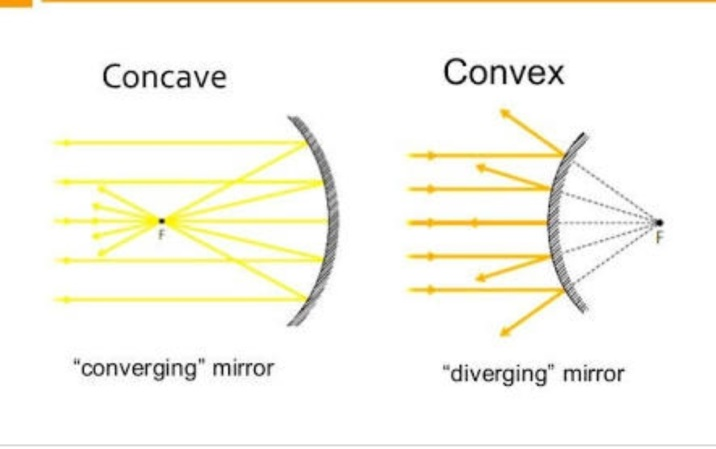 Concave
Convex
F
F
“converging” mirror
“diverging” mirror